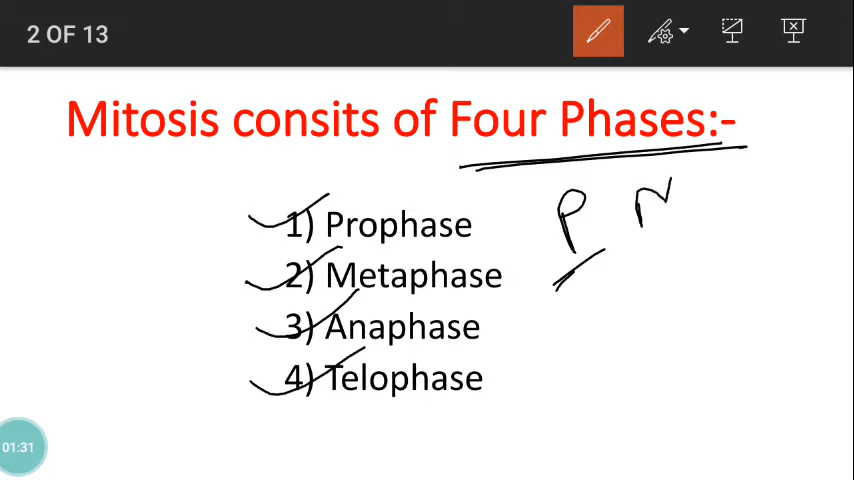 2 OF 13
Mitosis consits of Four Phases:-
P N
1) Prophase
2) Metaphase
3) Anaphase
4) Telophase
01:31